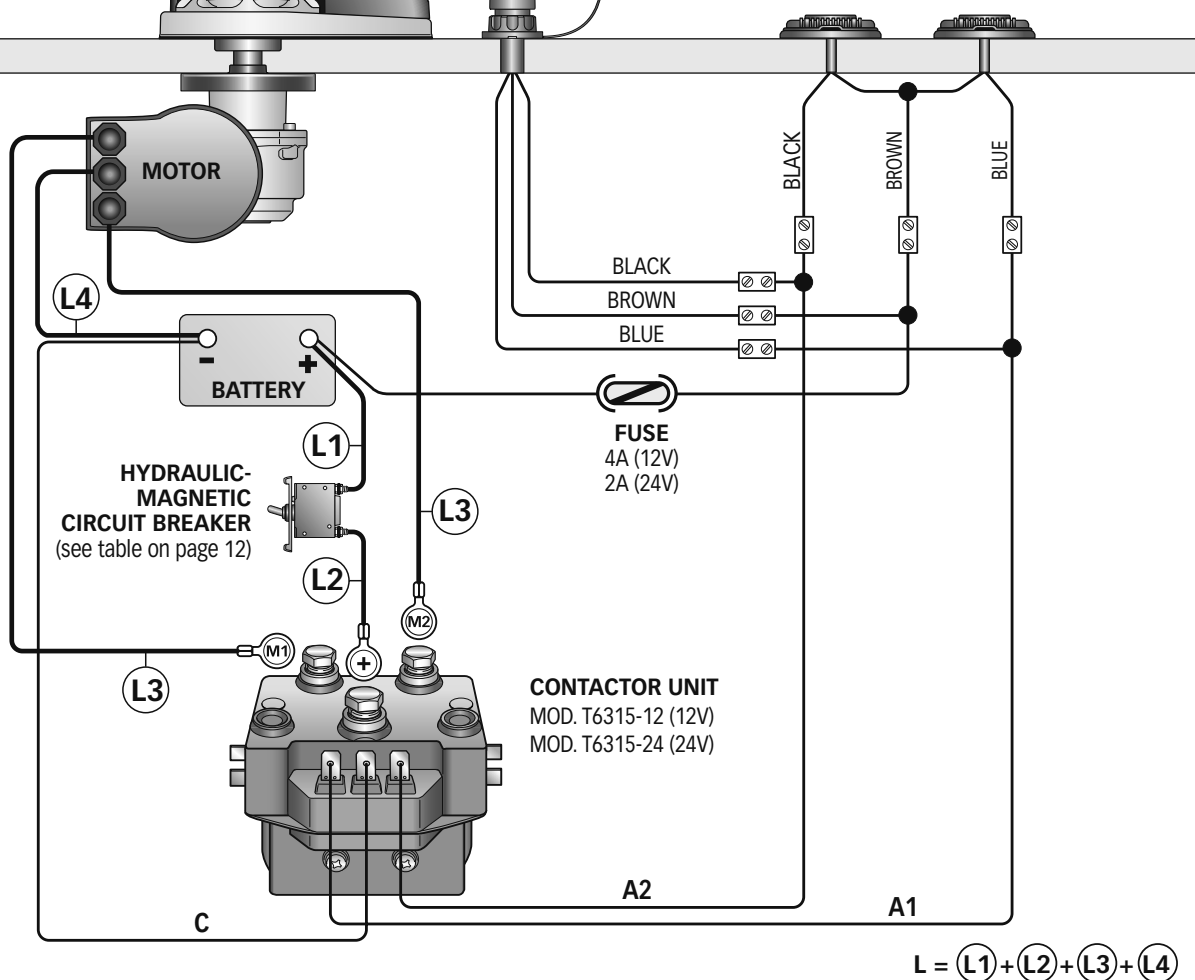 BLACK
BROWN
BLUE
MOTOR
BLACK
BROWN
BLUE
L4
-
+
BATTERY
L1
FUSE
4A (12V)
2A (24V)
HYDRAULIC-
MAGNETIC
CIRCUIT BREAKER
(see table on page 12)
L3
L2
M2
M1
+
L3
CONTACTOR UNIT
MOD. T6315-12 (12V)
MOD. T6315-24 (24V)
A2
A1
C
L = L1 + L2 + L3 + L4